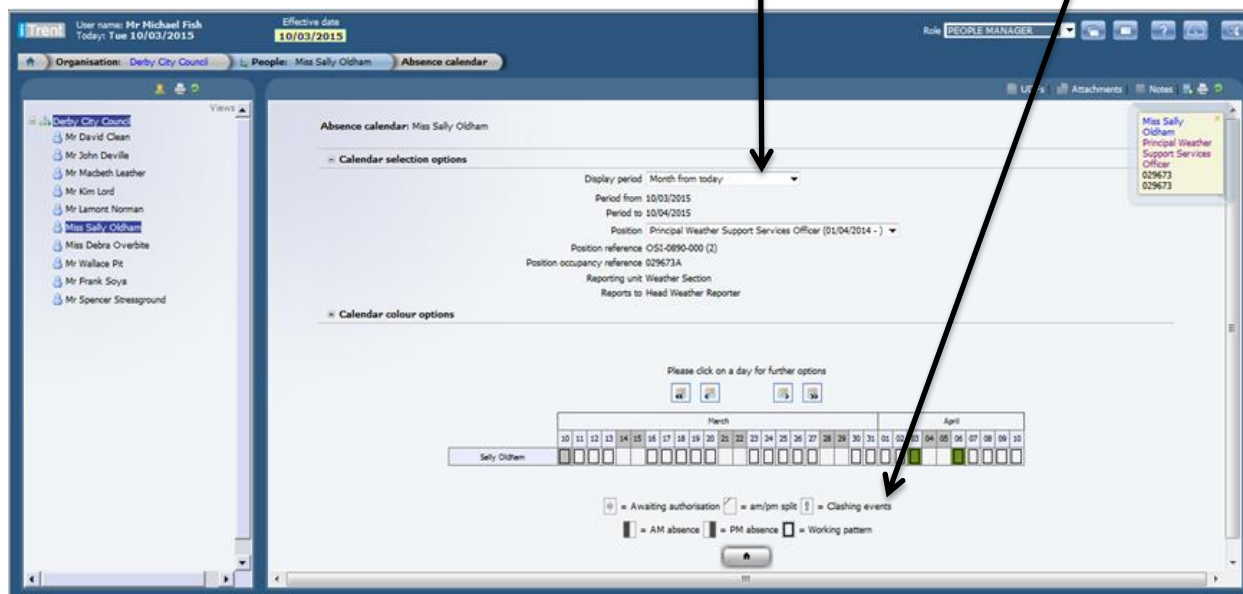 iTrent
User name: Mr Michael Fish
Today: Tue 10/03/2015
Effective date
10/03/2015
Role PEOPLE MANAGER
Organisation: Derby City Council
People: Miss Sally Oldham
Absence calendar
Views
Derby City Council
Mr David Clean
Mr John Deville
Mr Macbeth Leather
Mr Kim Lord
Mr Lamont Norman
Miss Sally Oldham
Miss Debra Overbite
Mr Wallace Pit
Mr Frank Soya
Mr Spencer Stressground
UDFs Attachments Notes
Miss Sally
Oldham
Principal Weather
Support Services
Officer
029673
029673
Absence calendar: Miss Sally Oldham
Calendar selection options
Display period Month from today
Period from 10/03/2015
Period to 10/04/2015
Position Principal Weather Support Services Officer (01/04/2014 - )
Position reference OSI-0890-000 (2)
Position occupancy reference 029673A
Reporting unit Weather Section
Reports to Head Weather Reporter
Calendar colour options
Please click on a day for further options
March April
10 11 12 13 14 15 16 17 18 19 20 21 22 23 24 25 26 27 28 29 30 31 01 02 03 04 05 06 07 08 09 10
Sally Oldham
= Awaiting authorisation = am/pm split = Clashing events
= AM absence = PM absence = Working pattern